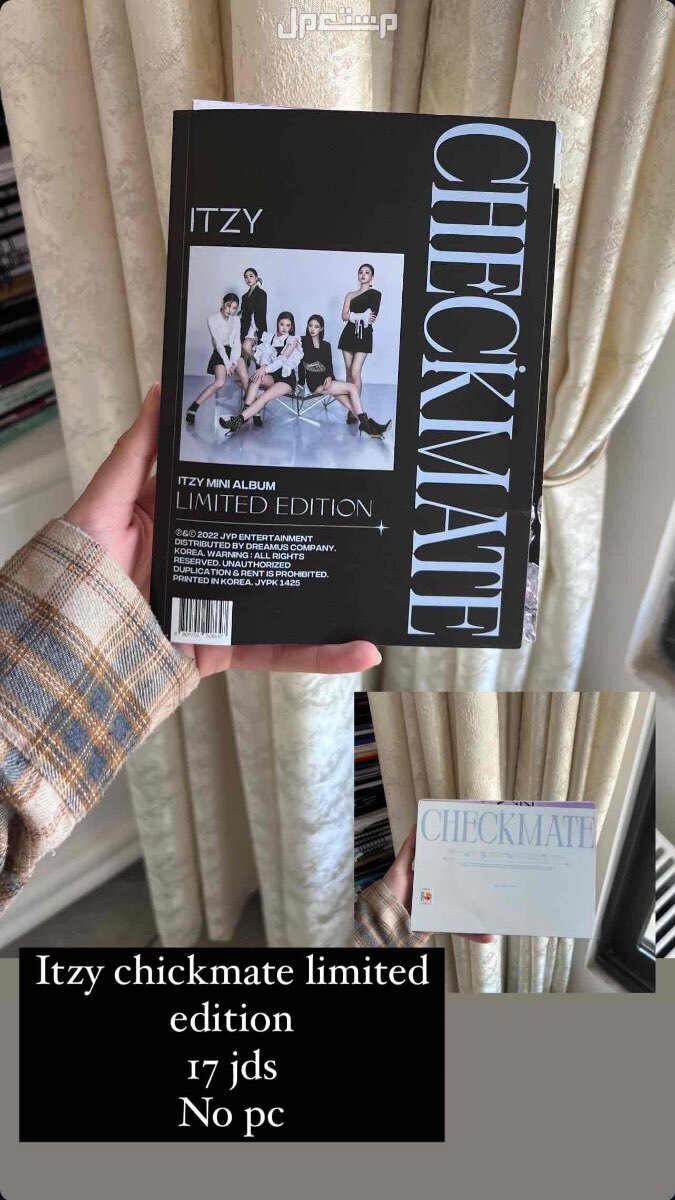 مستعمل
ITZY
CHECKMATE
ITZY MINI ALBUM
LIMITED EDITION
℗&© 2022 JYP ENTERTAINMENT
DISTRIBUTED BY DREAMUS COMPANY.
KOREA. WARNING : ALL RIGHTS
RESERVED. UNAUTHORIZED
DUPLICATION & RENT IS PROHIBITED.
PRINTED IN KOREA. JYPK 1425
CHECKMATE
Itzy chickmate limited
edition
17 jds
No pc